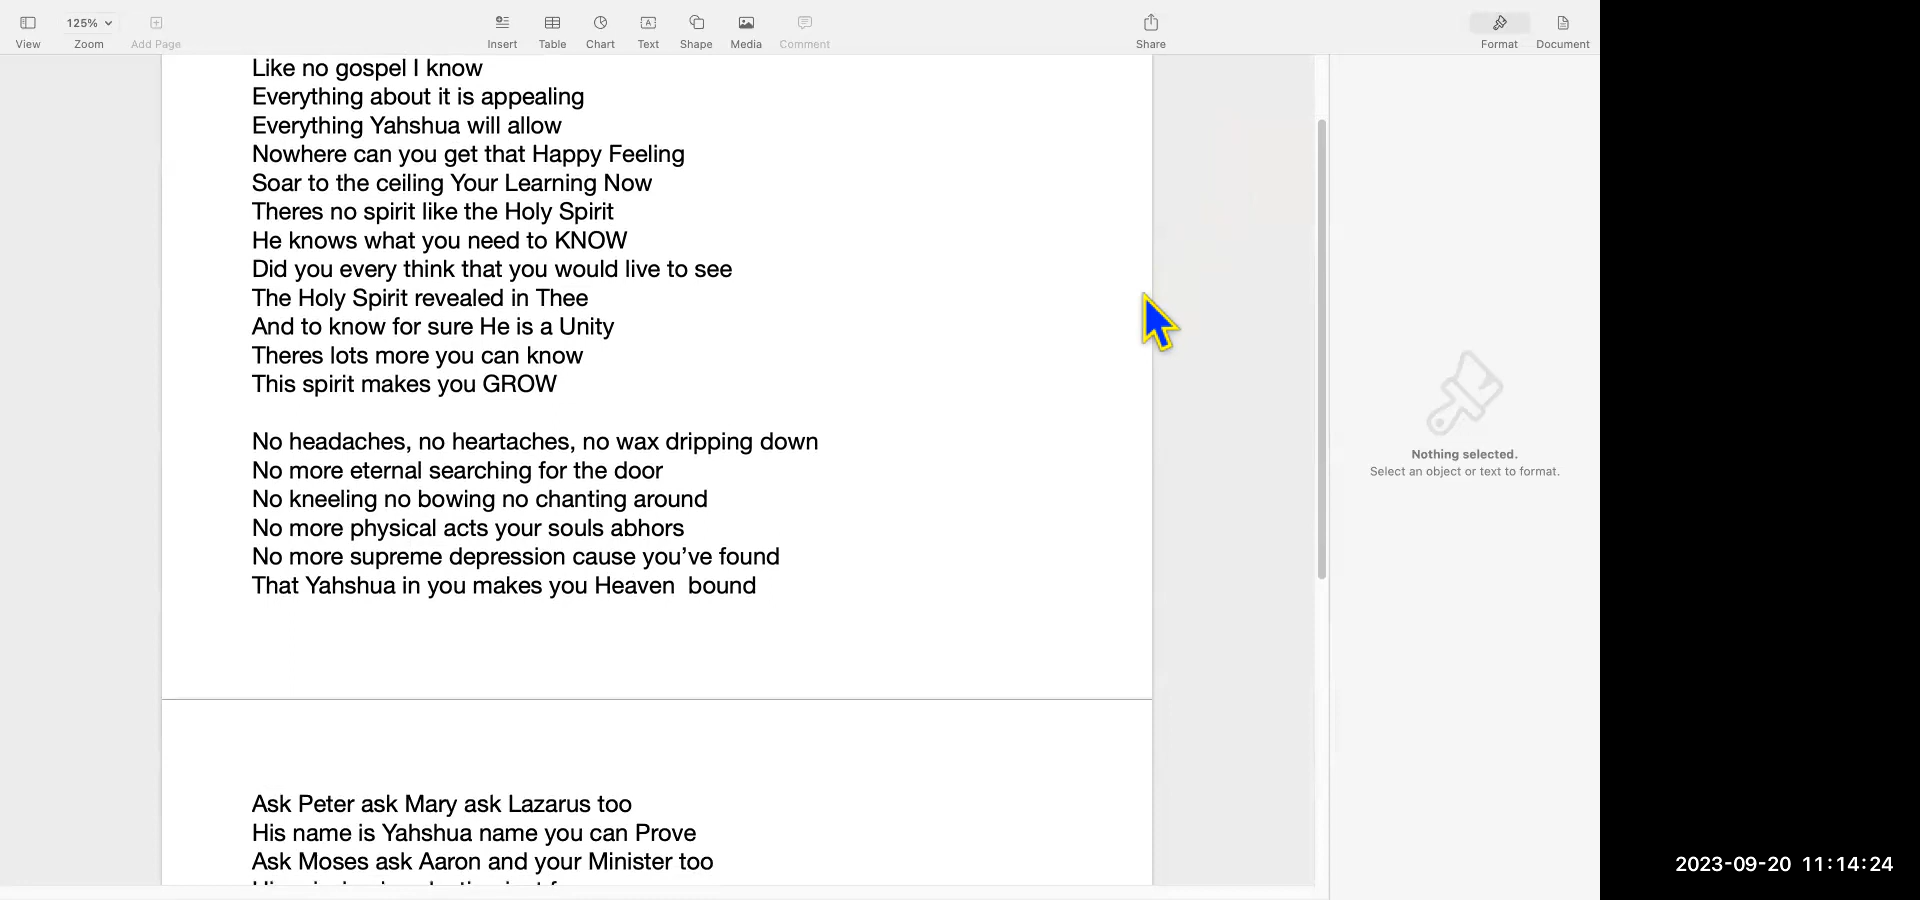 125%
View
Zoom
Add Page
Insert
Table
Chart
Text
Shape
Media
Comment
Share
Format
Document
Like no gospel I know
Everything about it is appealing
Everything Yahshua will allow
Nowhere can you get that Happy Feeling
Soar to the ceiling Your Learning Now
Theres no spirit like the Holy Spirit
He knows what you need to KNOW
Did you every think that you would live to see
The Holy Spirit revealed in Thee
And to know for sure He is a Unity
Theres lots more you can know
This spirit makes you GROW
No headaches, no heartaches, no wax dripping down
No more eternal searching for the door
No kneeling no bowing no chanting around
No more physical acts your souls abhors
No more supreme depression cause you’ve found
That Yahshua in you makes you Heaven  bound
Ask Peter ask Mary ask Lazarus too
His name is Yahshua name you can Prove
Ask Moses ask Aaron and your Minister too
Nothing selected.
Select an object or text to format.
2023-09-20 11:14:24